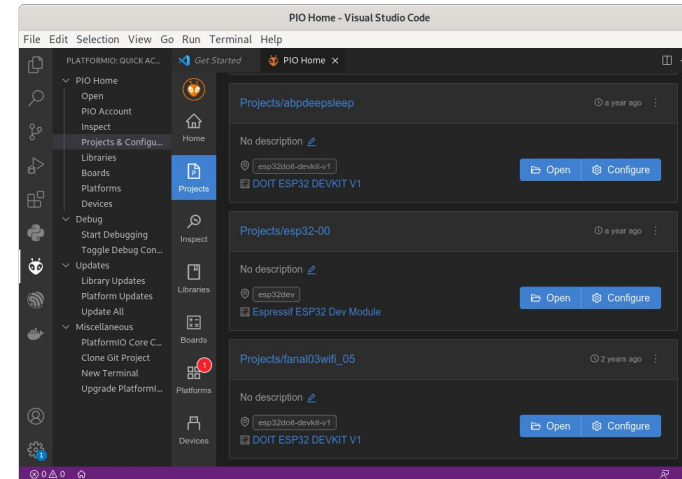 PIO Home - Visual Studio Code
File Edit Selection View Go Run Terminal Help
PLATFORMIO: QUICK AC...
PIO Home
Open
PIO Account
Inspect
Projects & Configu...
Libraries
Boards
Platforms
Devices
Debug
Start Debugging
Toggle Debug Con...
Updates
Library Updates
Platform Updates
Update All
Miscellaneous
PlatformIO Core C...
Clone Git Project
New Terminal
Upgrade PlatformI...
1
0 0
Get Started
PIO Home
Home
Projects
Inspect
Libraries
Boards
1
Platforms
Devices
Projects/abpdeepsleep a year ago
No description
esp32doit-devkit-v1
DOIT ESP32 DEVKIT V1
Open Configure
Projects/esp32-00 a year ago
No description
esp32dev
Espressif ESP32 Dev Module
Open Configure
Projects/fanal03wifi_05 2 years ago
No description
esp32doit-devkit-v1
DOIT ESP32 DEVKIT V1
Open Configure